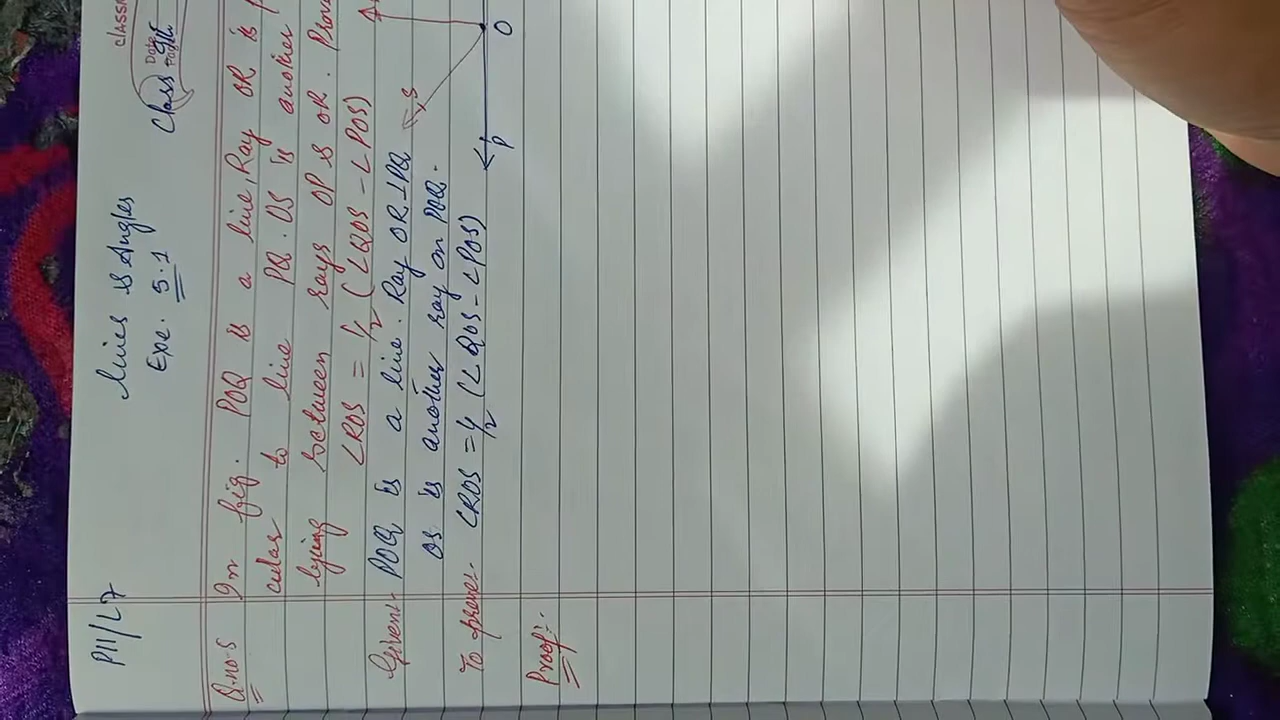 P11/L7
Lines & Angles
Exe. 5.1
Class 9th
classm
Date
Q.no-5 In fig. POQ is a line, Ray OR is p
cular to line PQ. OS is another
lying between rays OP & OR. Prove
∠ROS = 1/2 (∠QOS - ∠POS)
Given:- POQ is a line. Ray OR ⊥ PQ
OS is another ray on POQ.
To prove:- ∠ROS = 1/2 (∠QOS - ∠POS)
Proof:-
S
O
P